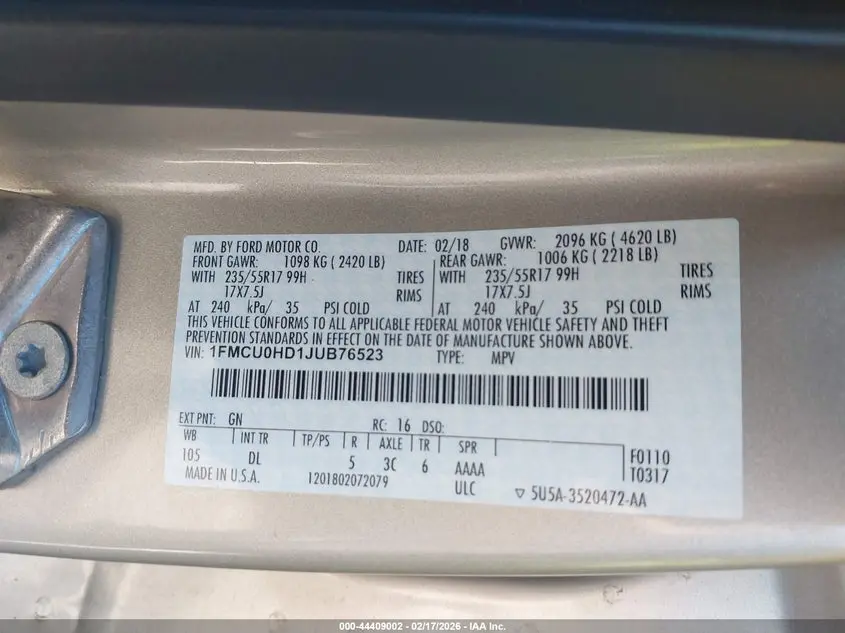 MFD. BY FORD MOTOR CO. DATE: 02/18 GVWR: 2096 KG ( 4620 LB)
FRONT GAWR: 1098 KG ( 2420 LB) REAR GAWR: 1006 KG ( 2218 LB)
WITH 235/55R17 99H TIRES WITH 235/55R17 99H TIRES
17X7.5J RIMS 17X7.5J RIMS
AT 240 kPa/ 35 PSI COLD AT 240 kPa/ 35 PSI COLD
THIS VEHICLE CONFORMS TO ALL APPLICABLE FEDERAL MOTOR VEHICLE SAFETY AND THEFT
PREVENTION STANDARDS IN EFFECT ON THE DATE OF MANUFACTURE SHOWN ABOVE.
VIN: 1FMCU0HD1JUB76523 TYPE: MPV
EXT PNT: GN RC: 16 DSO:
WB INT TR TP/PS R AXLE TR SPR F0110
105 DL 5 3C 6 AAAA T0317
MADE IN U.S.A. 1201802072079 ULC ▽ 5U5A-3520472-AA
000-44409002 - 02/17/2026 - IAA Inc.